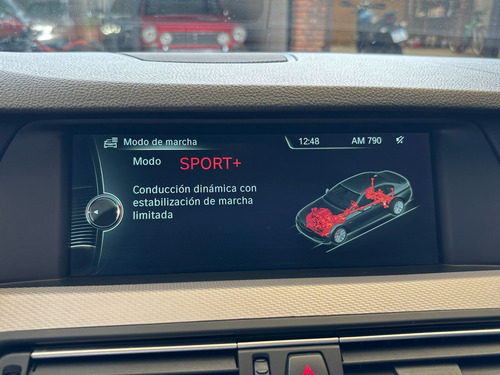 Modo de marcha
12:48
AM 790
Modo SPORT+
Conducción dinámica con
estabilización de marcha
limitada